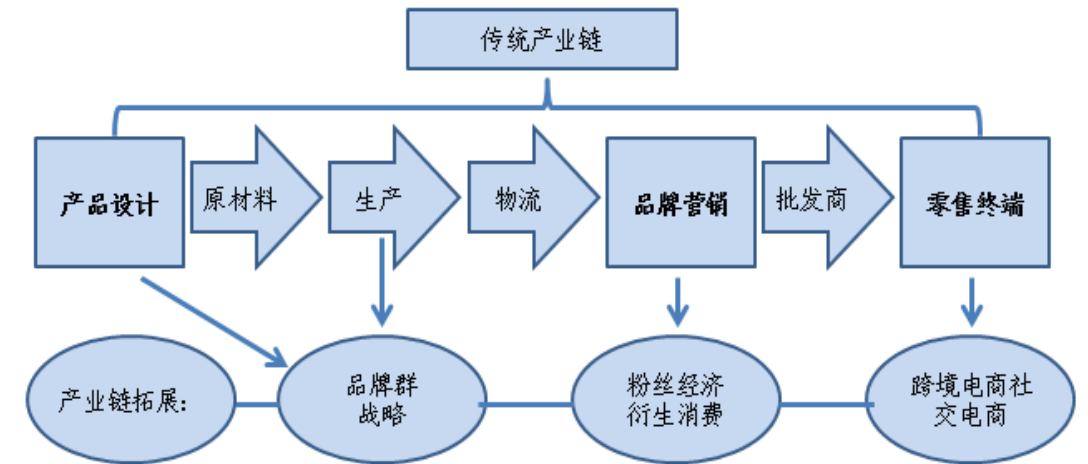 传统产业链
产品设计
原材料
生产
物流
品牌营销
批发商
零售终端
产业链拓展:
品牌群
战略
粉丝经济
衍生消费
跨境电商社
交电商